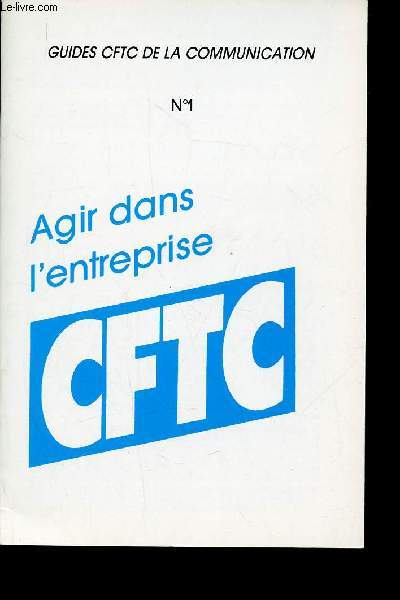 Le-livre.com
GUIDES CFTC DE LA COMMUNICATION
N°1
Agir dans
l'entreprise
CFTC